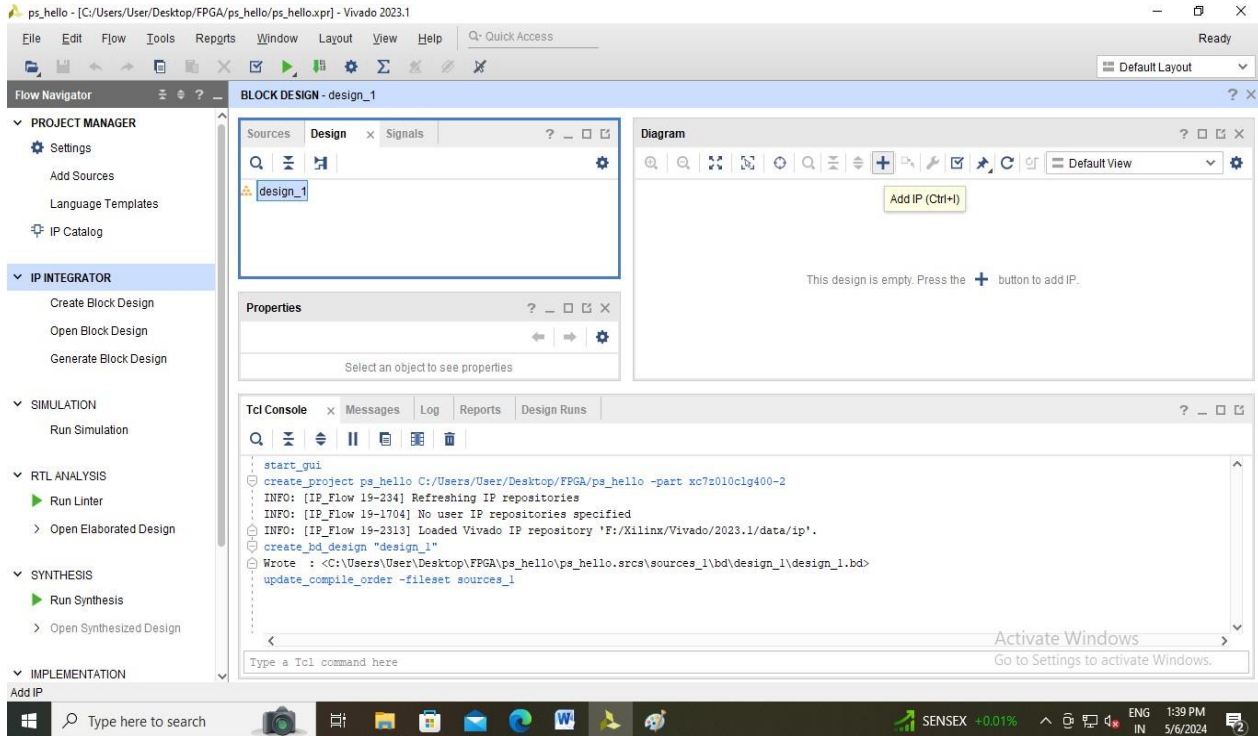 ps_hello - [C:/Users/User/Desktop/FPGA/ps_hello/ps_hello.xpr] - Vivado 2023.1
File Edit Flow Tools Reports Window Layout View Help Q- Quick Access Ready
Default Layout
Flow Navigator
BLOCK DESIGN - design_1
PROJECT MANAGER
Settings
Add Sources
Language Templates
IP Catalog
IP INTEGRATOR
Create Block Design
Open Block Design
Generate Block Design
SIMULATION
Run Simulation
RTL ANALYSIS
Run Linter
Open Elaborated Design
SYNTHESIS
Run Synthesis
Open Synthesized Design
IMPLEMENTATION
Sources Design Signals
design_1
Properties
Select an object to see properties
Diagram
Default View
Add IP (Ctrl+I)
This design is empty. Press the + button to add IP.
Tcl Console Messages Log Reports Design Runs
start_gui
create_project ps_hello C:/Users/User/Desktop/FPGA/ps_hello -part xc7z010clg400-2
INFO: [IP_Flow 19-234] Refreshing IP repositories
INFO: [IP_Flow 19-1704] No user IP repositories specified
INFO: [IP_Flow 19-2313] Loaded Vivado IP repository 'F:/Xilinx/Vivado/2023.1/data/ip'.
create_bd_design "design_1"
Wrote : <C:\Users\User\Desktop\FPGA\ps_hello\ps_hello.srcs\sources_1\bd\design_1\design_1.bd>
update_compile_order -fileset sources_1
Type a Tcl command here
Activate Windows
Go to Settings to activate Windows.
Add IP
Type here to search
SENSEX +0.01%
ENG
IN
1:39 PM
5/6/2024
2